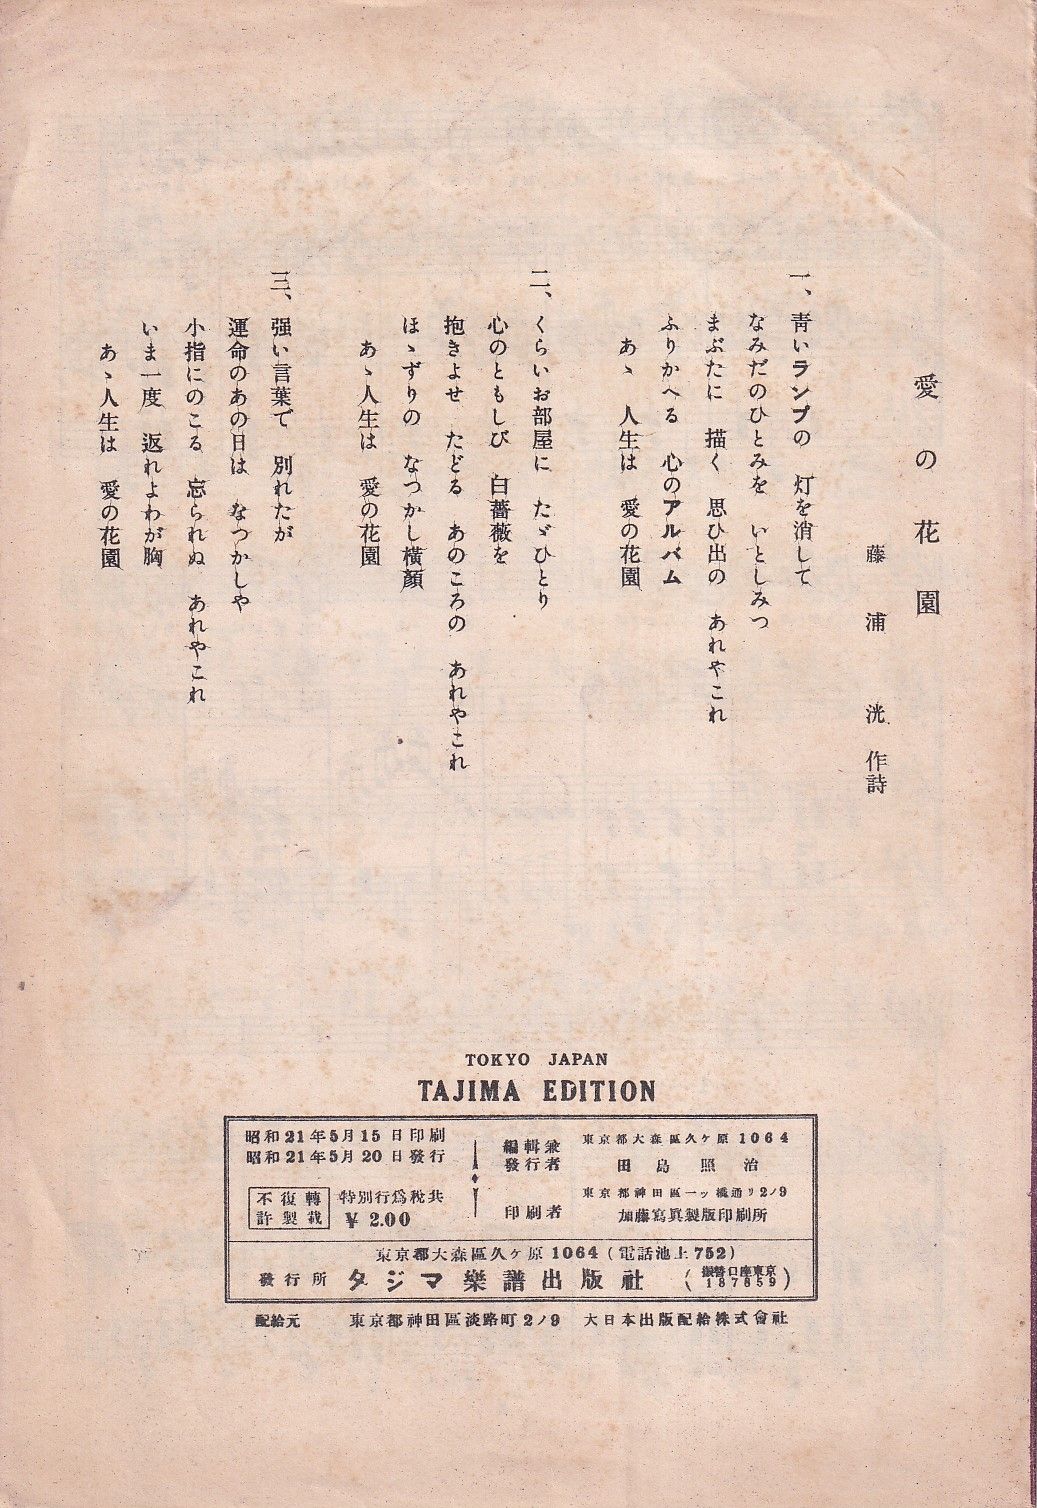 愛の花園
藤浦洸 作詩
一、青いランプの 灯を消して
なみだのひとみを いとしみつ
まぶたに 描く 思ひ出の あれやこれ
ふりかへる 心のアルバム
あゝ 人生は 愛の花園
二、くらいお部屋に たゞひとり
心のともしび 白薔薇を
抱きよせ たどる あのころの あれやこれ
ほゝずりの なつかし橫顏
あゝ人生は 愛の花園
三、强い言葉で 別れたが
運命のあの日は なつかしや
小指にのこる 忘られぬ あれやこれ
いま一度 返れよわが胸
あゝ人生は 愛の花園
TOKYO JAPAN
TAJIMA EDITION
昭和21年5月15日印刷
昭和21年5月20日發行
不許 復製 轉載
特別行爲稅共
¥ 2.00
編輯兼
發行者
東京都大森區久ヶ原1064
田島照治
印刷者
東京都神田區一ッ橋通リ2ノ9
加藤寫眞製版印刷所
東京都大森區久ヶ原1064(電話池上752)
發行所 タジマ樂譜出版社 (振替口座東京187859)
配給元 東京都神田區淡路町2ノ9 大日本出版配給株式會社